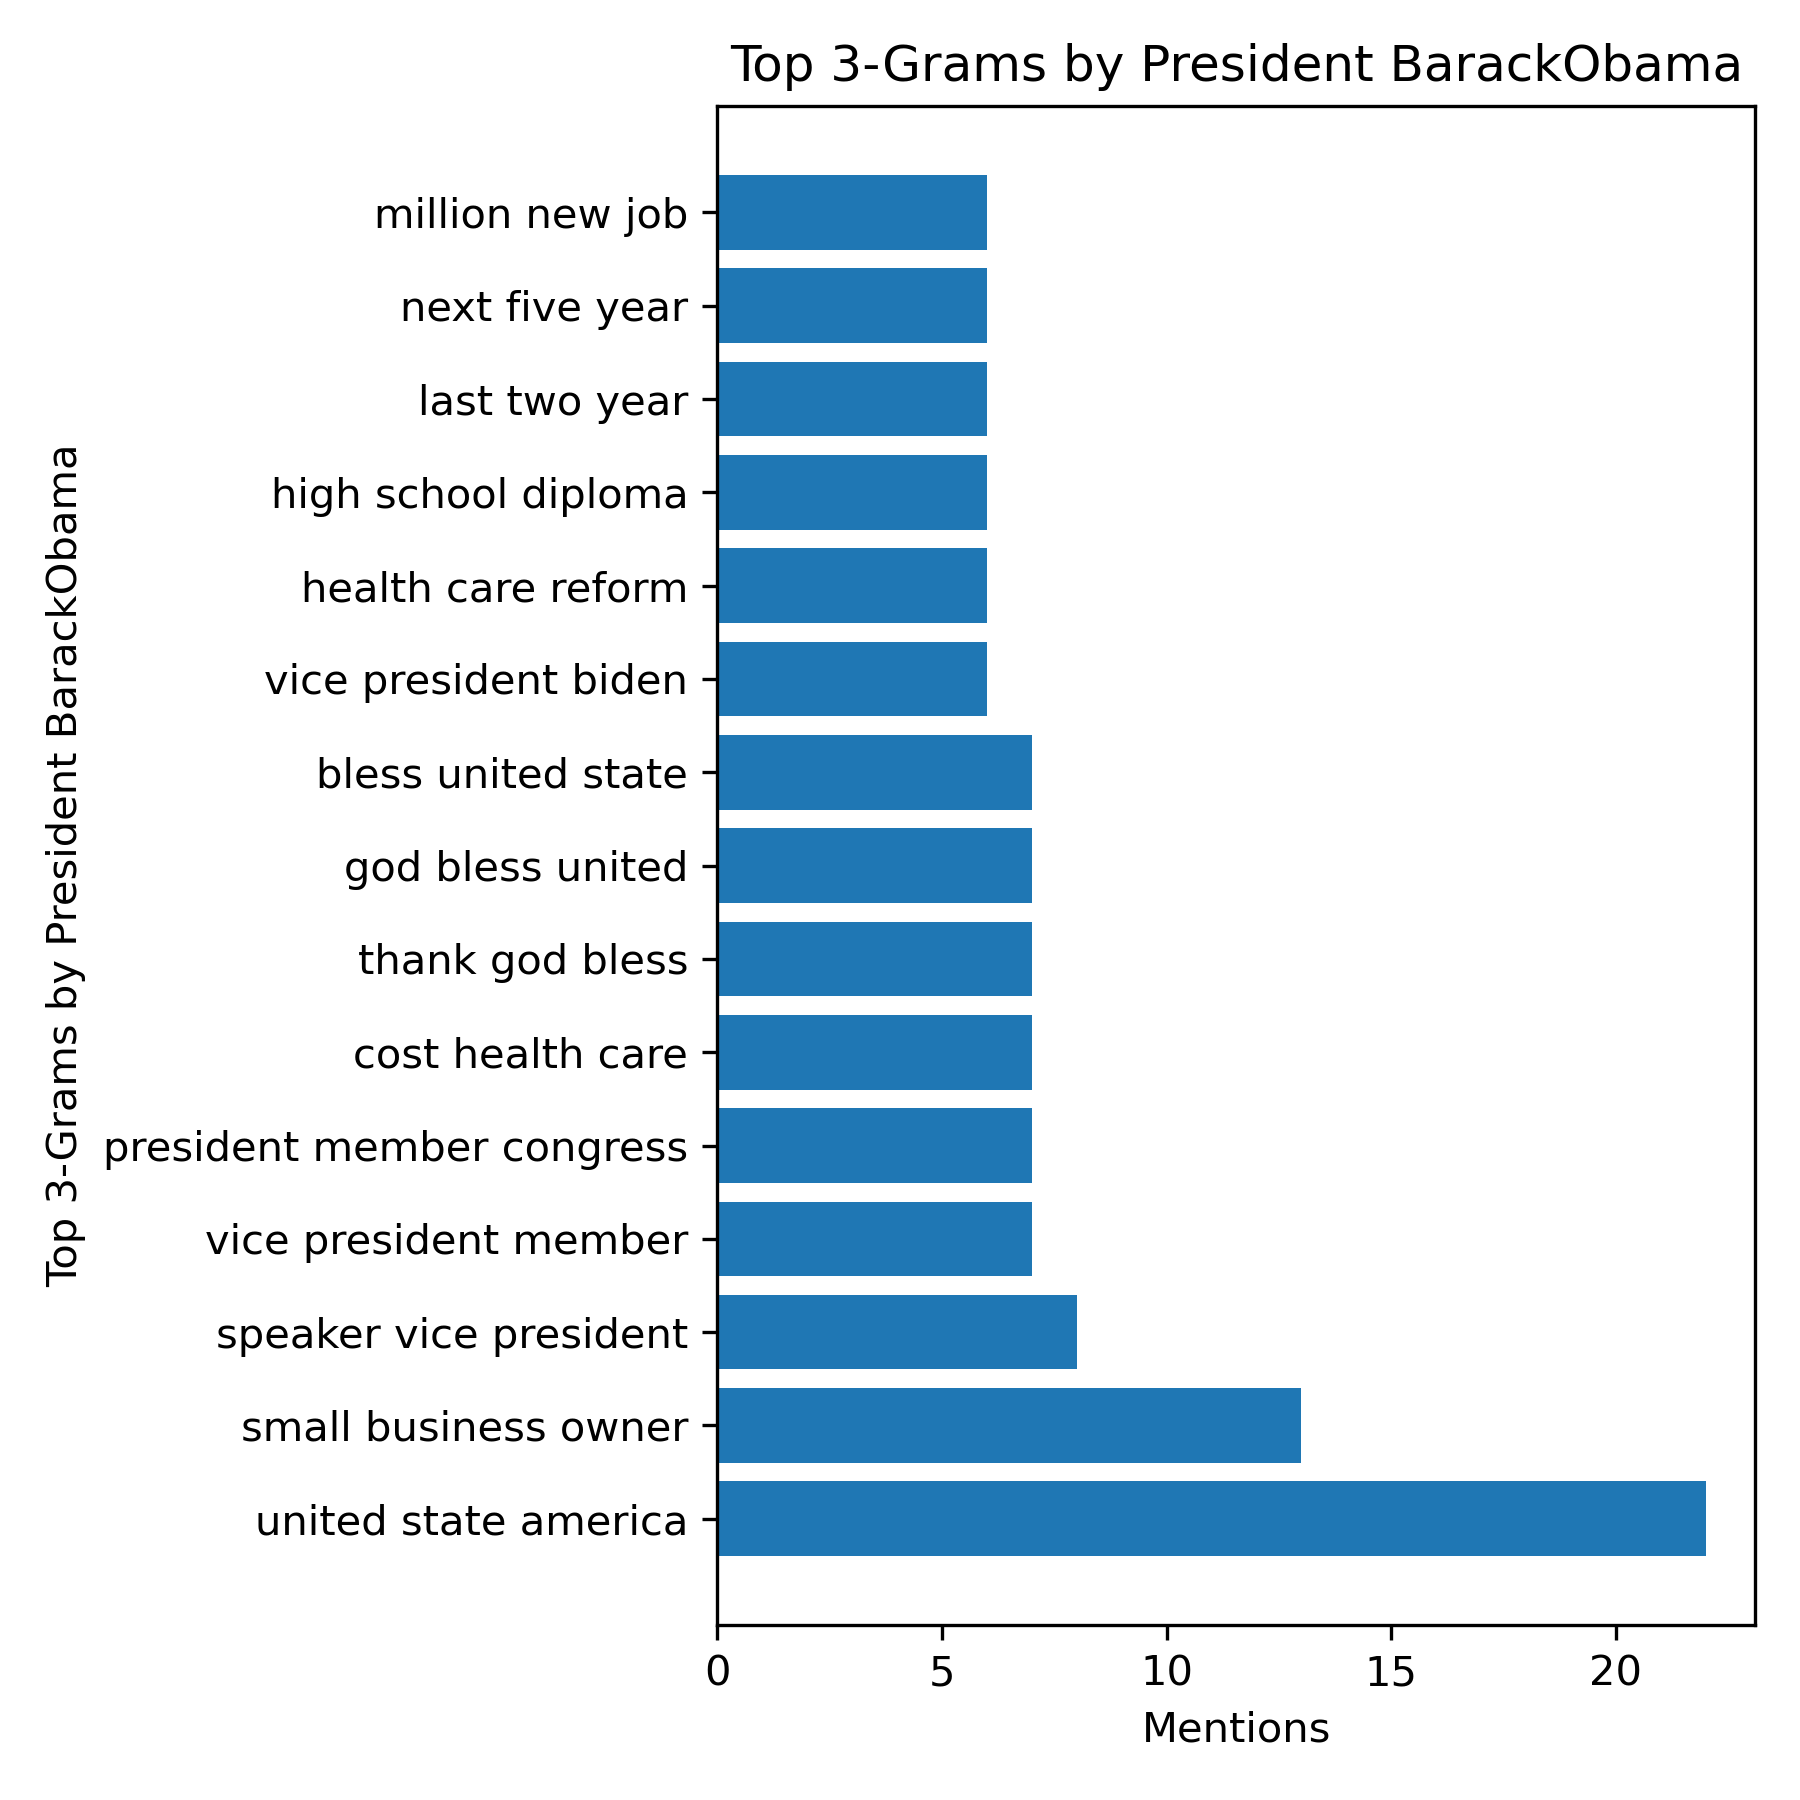 Top 3-Grams by President BarackObama
Top 3-Grams by President BarackObama
million new job
next five year
last two year
high school diploma
health care reform
vice president biden
bless united state
god bless united
thank god bless
cost health care
president member congress
vice president member
speaker vice president
small business owner
united state america
0 5 10 15 20
Mentions